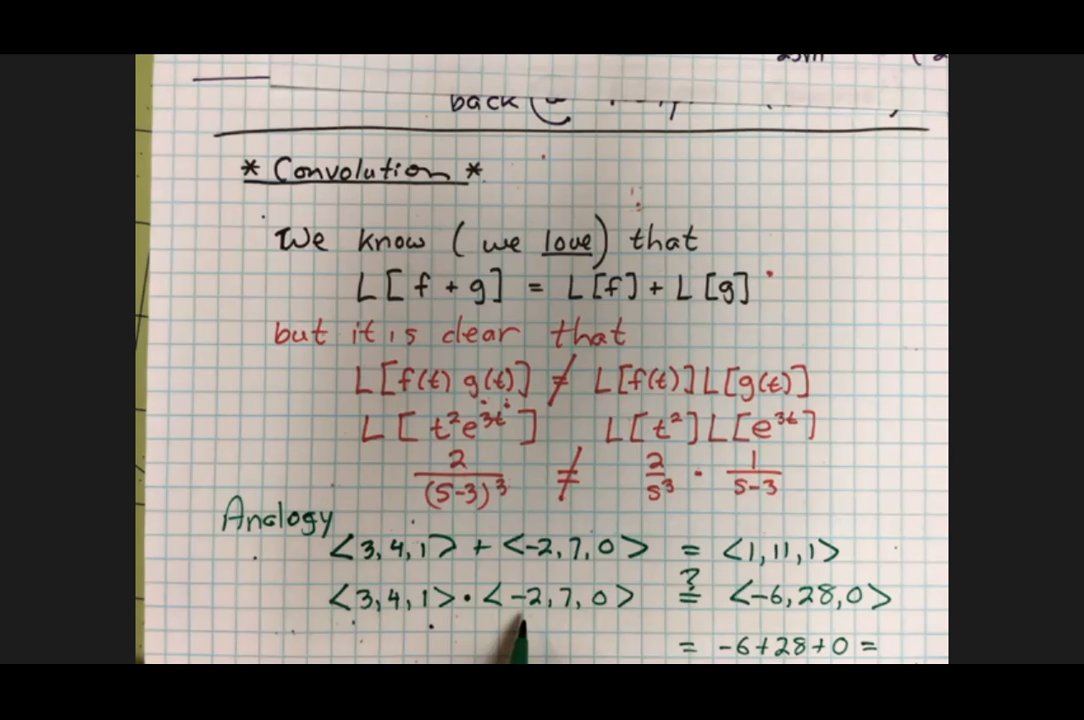 back
* Convolution *
We know (we love) that
L[f + g] = L[f] + L[g]
but it is clear that
L[f(t) g(t)] ≠ L[f(t)]L[g(t)]
L[t²e³ᵗ] L[t²]L[e³ᵗ]
2/(s-3)³ ≠ 2/s³ · 1/s-3
Analogy
<3,4,1> + <-2,7,0> = <1,11,1>
<3,4,1> · <-2,7,0> ≟ <-6,28,0>
= -6+28+0 =